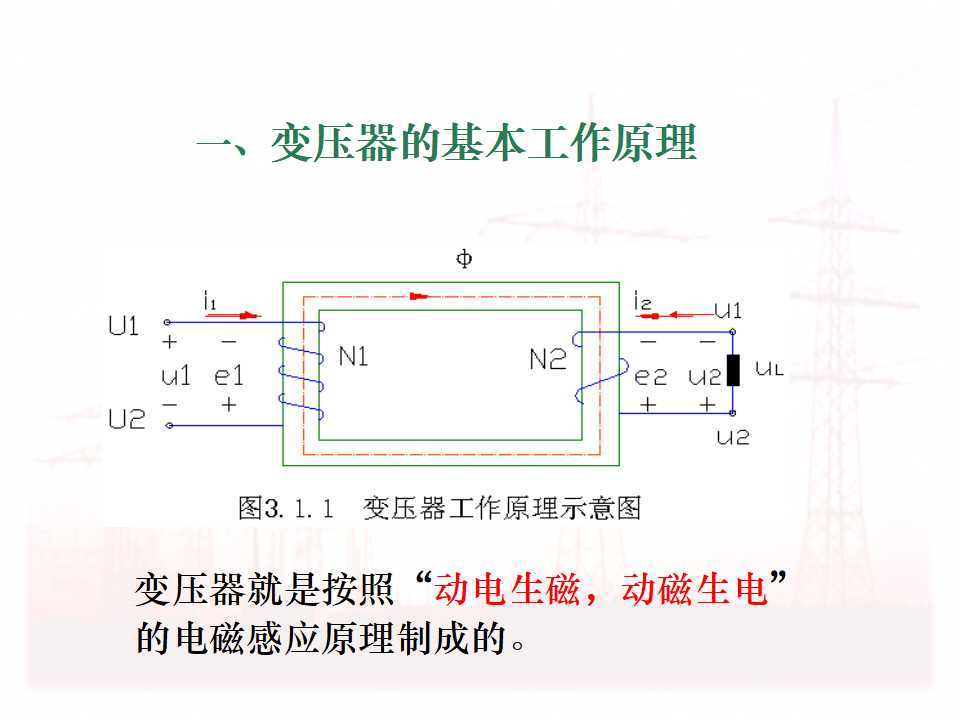 一、变压器的基本工作原理
Φ
i1
i2
u1
U1
+ −
N1
N2
− −
u1 e1
e2 u2
uL
− +
+ +
U2
u2
图3.1.1 变压器工作原理示意图
变压器就是按照“动电生磁，动磁生电”
的电磁感应原理制成的。